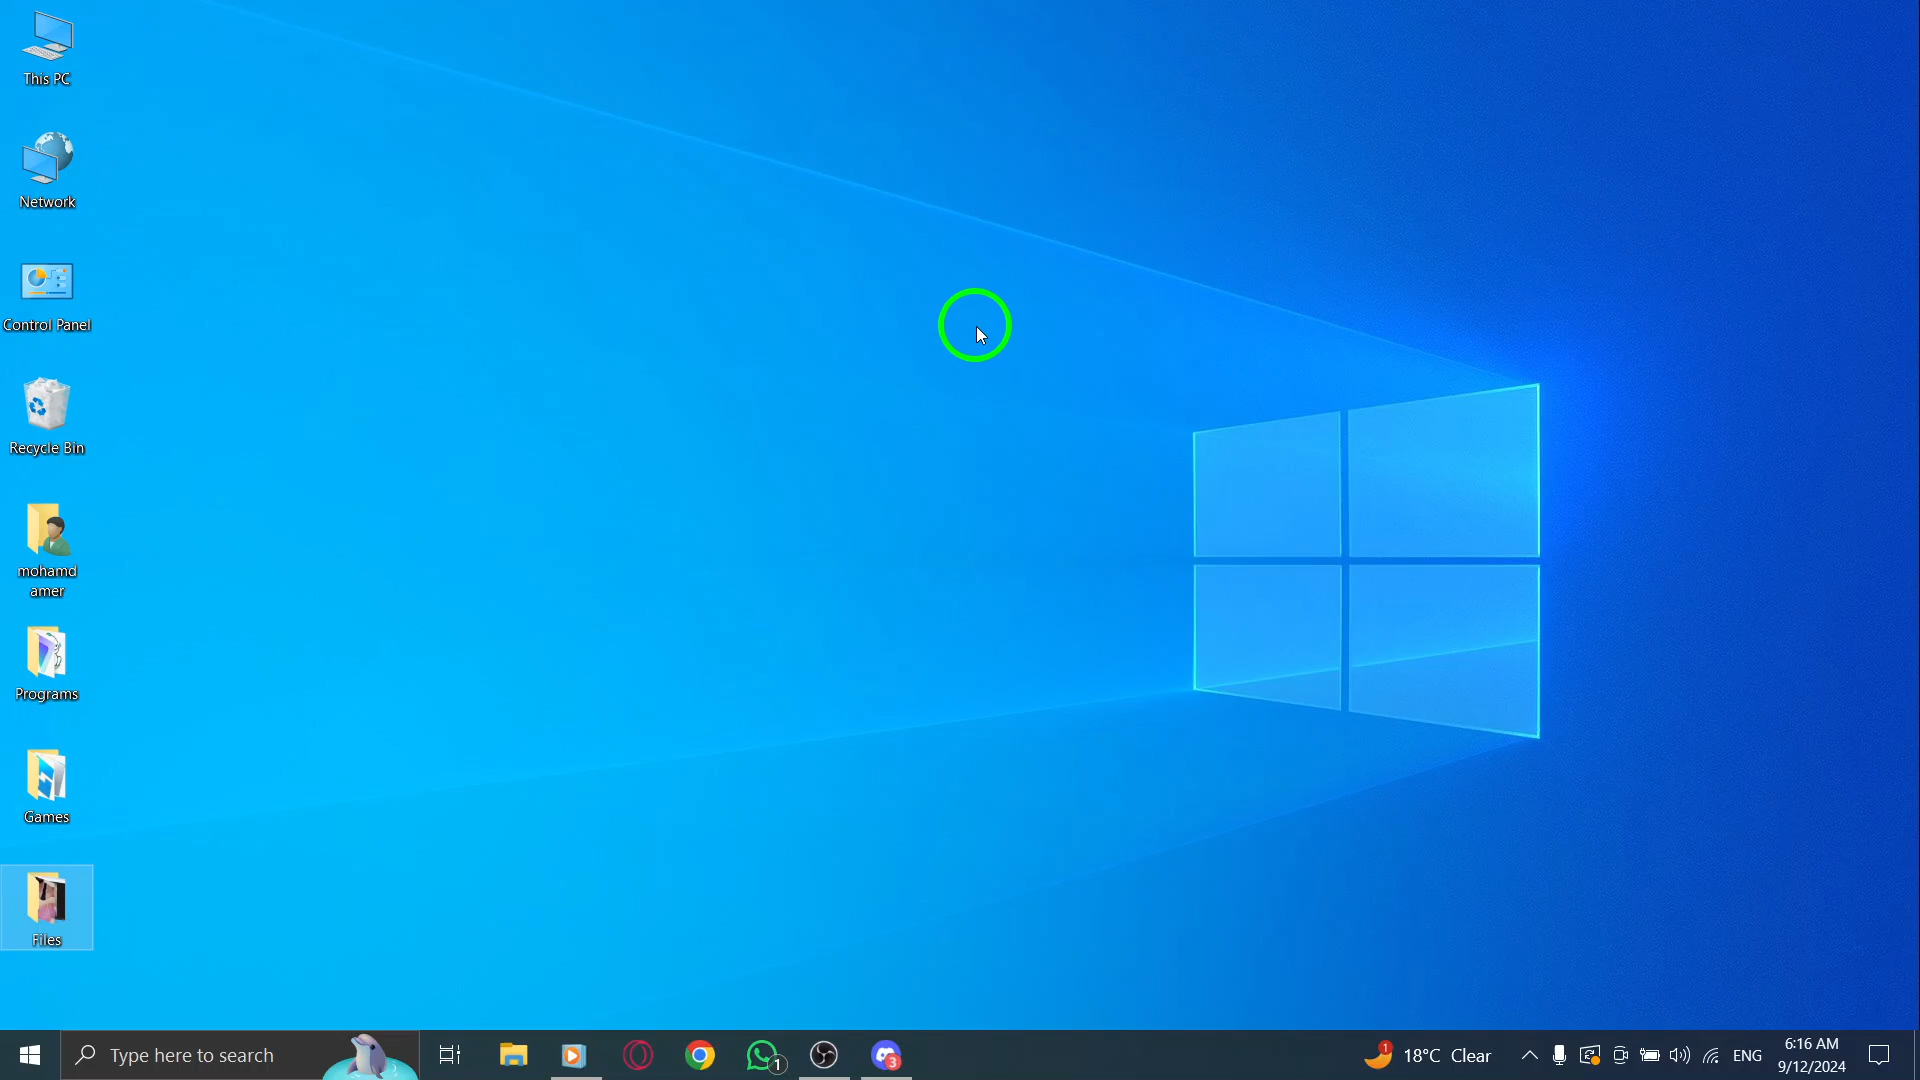 This PC
Network
Control Panel
Recycle Bin
mohamd
amer
Programs
Games
Files
Type here to search
1
3
1
18°C Clear
ENG
6:16 AM
9/12/2024